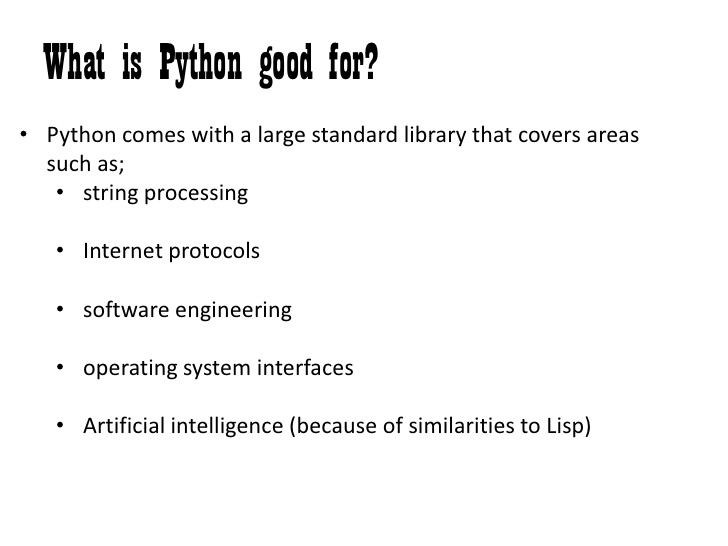 What is Python good for?
• Python comes with a large standard library that covers areas
such as;
• string processing
• Internet protocols
• software engineering
• operating system interfaces
• Artificial intelligence (because of similarities to Lisp)